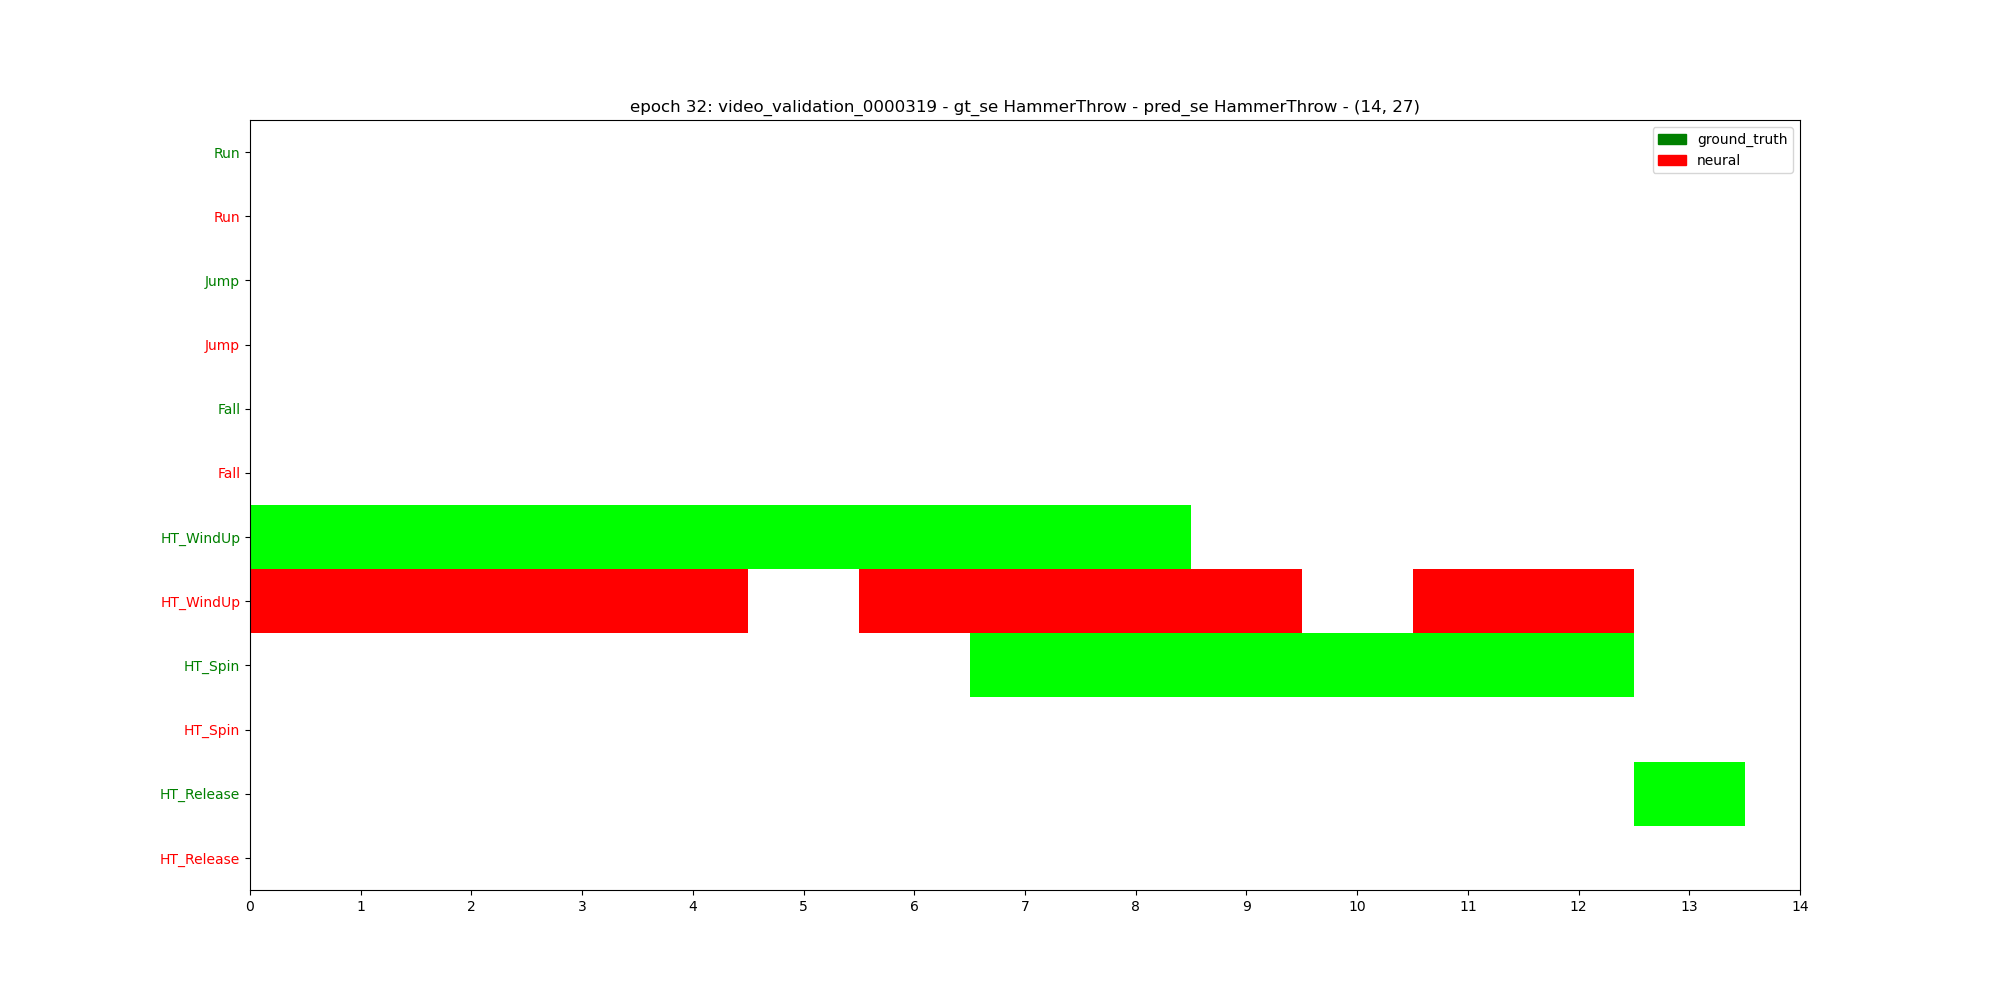 epoch 32: video_validation_0000319 - gt_se HammerThrow - pred_se HammerThrow - (14, 27)
ground_truth
neural
Run
Run
Jump
Jump
Fall
Fall
HT_WindUp
HT_WindUp
HT_Spin
HT_Spin
HT_Release
HT_Release
0 1 2 3 4 5 6 7 8 9 10 11 12 13 14